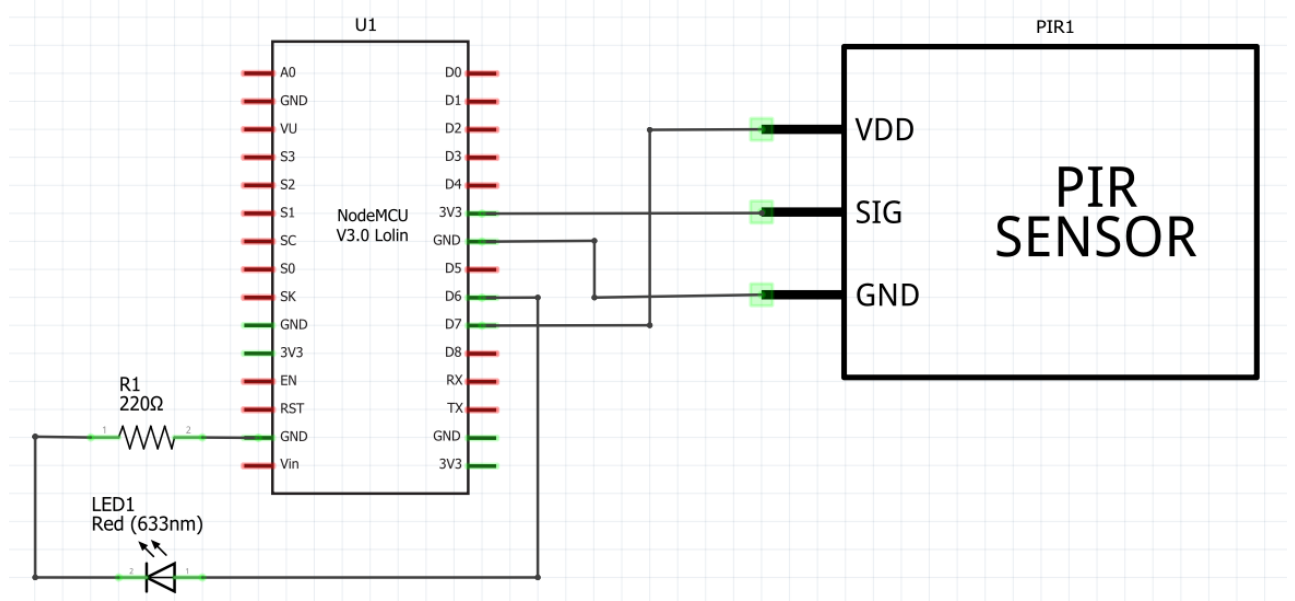 U1
PIR1
A0
D0
GND
D1
VU
D2
VDD
S3
D3
S2
D4
PIR
SENSOR
S1
3V3
SIG
NodeMCU
V3.0 Lolin
SC
GND
S0
D5
SK
D6
GND
GND
D7
3V3
D8
EN
RX
R1
220Ω
RST
TX
1
2
GND
GND
Vin
3V3
LED1
Red (633nm)
2
1